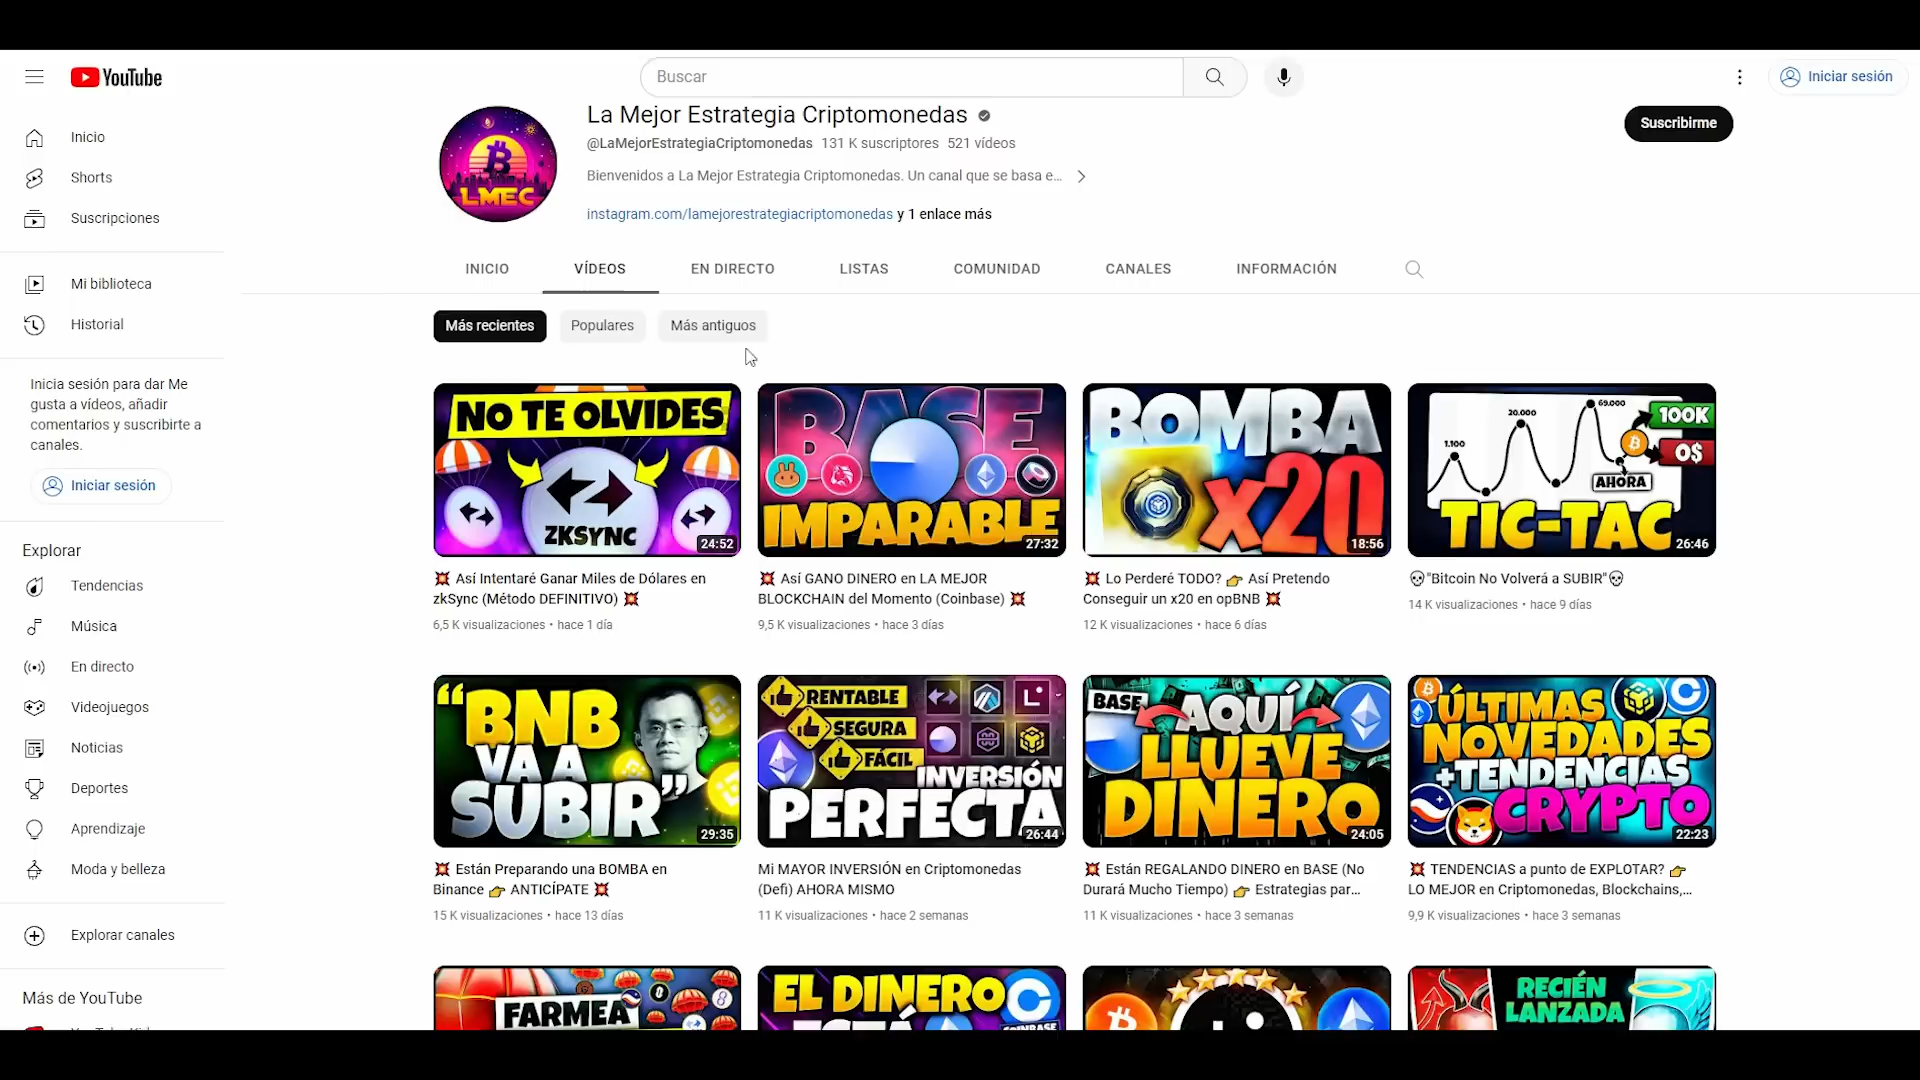 YouTube
Buscar
Iniciar sesión
Inicio
Shorts
Suscripciones
Mi biblioteca
Historial
Inicia sesión para dar Me
gusta a vídeos, añadir
comentarios y suscribirte a
canales.
Iniciar sesión
Explorar
Tendencias
Música
En directo
Videojuegos
Noticias
Deportes
Aprendizaje
Moda y belleza
Explorar canales
Más de YouTube
LMEC
La Mejor Estrategia Criptomonedas
@LaMejorEstrategiaCriptomonedas 131 K suscriptores 521 vídeos
Bienvenidos a La Mejor Estrategia Criptomonedas. Un canal que se basa e...
instagram.com/lamejorestrategiacriptomonedas y 1 enlace más
Suscribirme
INICIO VÍDEOS EN DIRECTO LISTAS COMUNIDAD CANALES INFORMACIÓN
Más recientes Populares Más antiguos
NO TE OLVIDES
ZKSYNC
24:52
💥 Así Intentaré Ganar Miles de Dólares en
zkSync (Método DEFINITIVO) 💥
6,5 K visualizaciones • hace 1 día
BASE
IMPARABLE
27:32
💥 Así GANO DINERO en LA MEJOR
BLOCKCHAIN del Momento (Coinbase) 💥
9,5 K visualizaciones • hace 3 días
BOMBA
x20
18:56
💥 Lo Perderé TODO? 👉 Así Pretendo
Conseguir un x20 en opBNB 💥
12 K visualizaciones • hace 6 días
1.100
20.000
69.000
100K
0$
AHORA
TIC-TAC
26:46
💀"Bitcoin No Volverá a SUBIR"💀
14 K visualizaciones • hace 9 días
“BNB
VA A
SUBIR”
29:35
💥 Están Preparando una BOMBA en
Binance 👉 ANTICÍPATE 💥
15 K visualizaciones • hace 13 días
RENTABLE
SEGURA
FÁCIL
INVERSIÓN
PERFECTA
26:44
Mi MAYOR INVERSIÓN en Criptomonedas
(Defi) AHORA MISMO
11 K visualizaciones • hace 2 semanas
BASE
AQUÍ
LLUEVE
DINERO
24:05
💥 Están REGALANDO DINERO en BASE (No
Durará Mucho Tiempo) 👉 Estrategias par...
11 K visualizaciones • hace 3 semanas
ÚLTIMAS
NOVEDADES
+TENDENCIAS
CRYPTO
22:23
💥 TENDENCIAS a punto de EXPLOTAR? 👉
LO MEJOR en Criptomonedas, Blockchains,...
9,9 K visualizaciones • hace 3 semanas
FARMEA
EL DINERO
ESTÁ
COINBASE
RECIÉN
LANZADA